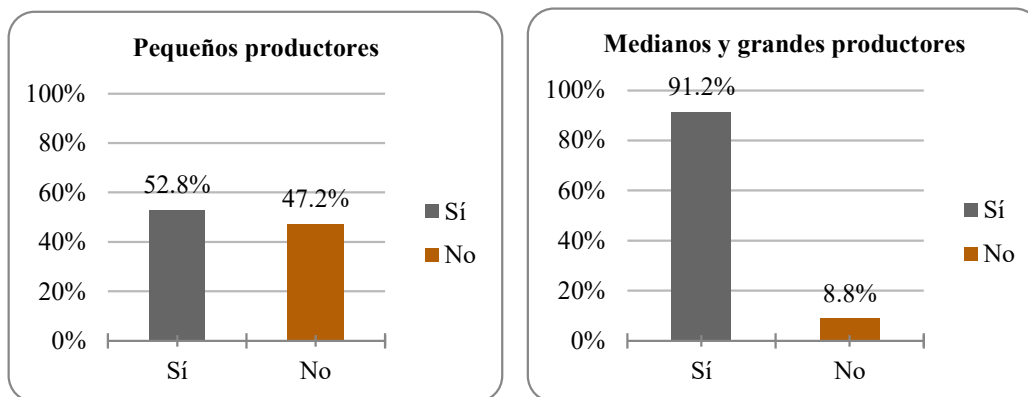 Pequeños productores
100%
80%
60%
40%
20%
0%
52.8%
47.2%
Sí
No
Sí
No
Medianos y grandes productores
100%
80%
60%
40%
20%
0%
91.2%
8.8%
Sí
No
Sí
No